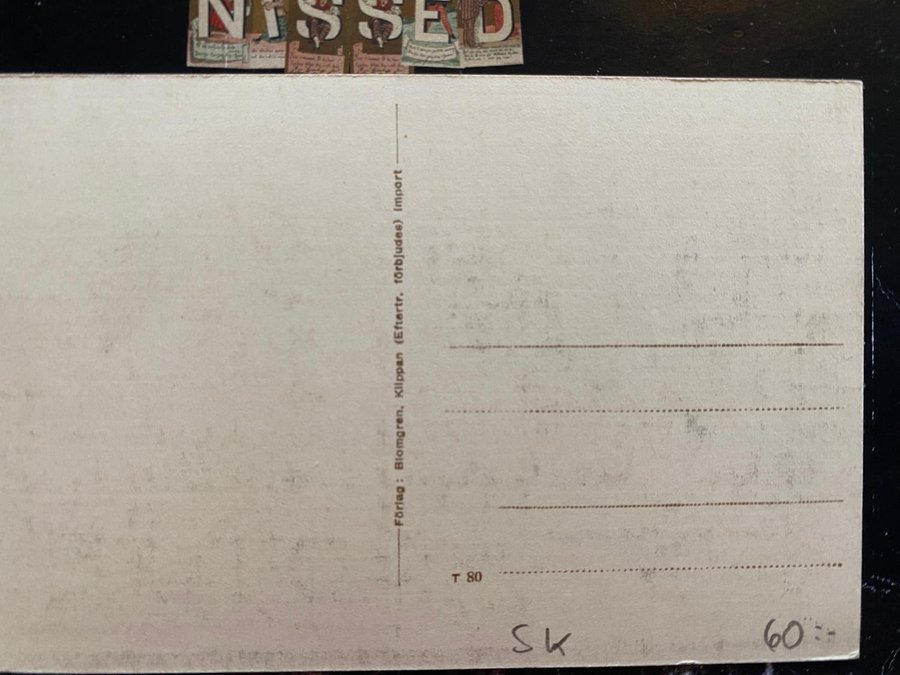 NISSED
Förlag: Blomgren, Klippan (Eftertr. förbjudes) Import
T 80
SK
60:-